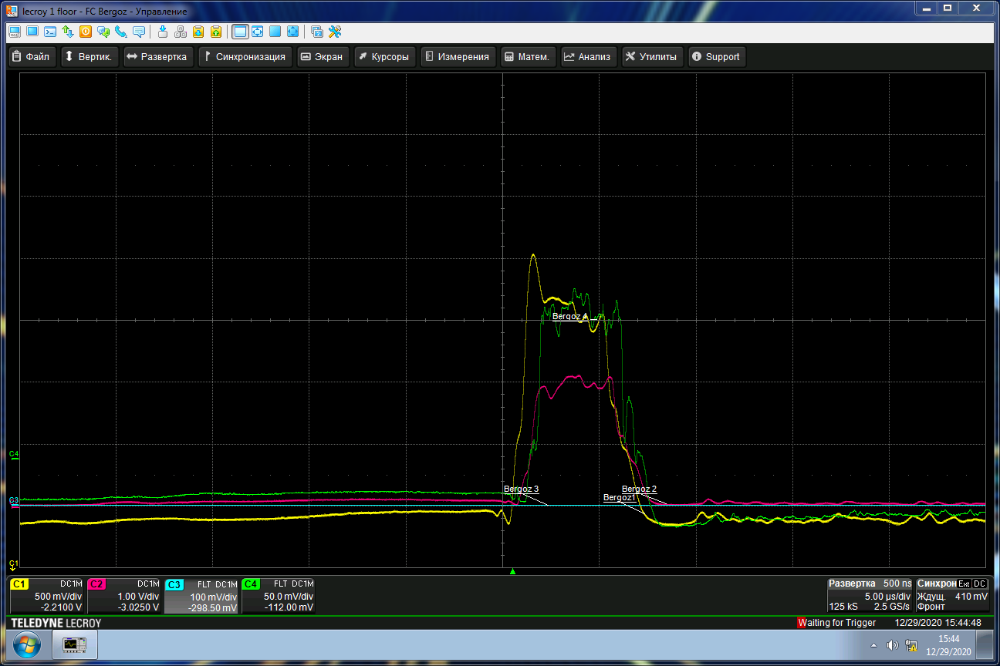 lecroy 1 floor - FC Bergoz - Управление
Файл Вертик. Развертка Синхронизация Экран Курсоры Измерения Матем. Анализ Утилиты Support
Bergoz 4
C4
Bergoz 3 Bergoz 2
Bergoz1
C3
C1
C1 DC1M C2 DC1M C3 FLT DC1M C4 FLT DC1M Развертка 500 ns Синхрон Ext DC
500 mV/div 1.00 V/div 100 mV/div 50.0 mV/div 5.00 µs/div Ждущ. 410 mV
-2.2100 V -3.0250 V -298.50 mV -112.00 mV 125 kS 2.5 GS/s Фронт
TELEDYNE LECROY Waiting for Trigger 12/29/2020 15:44:48
15:44
12/29/2020